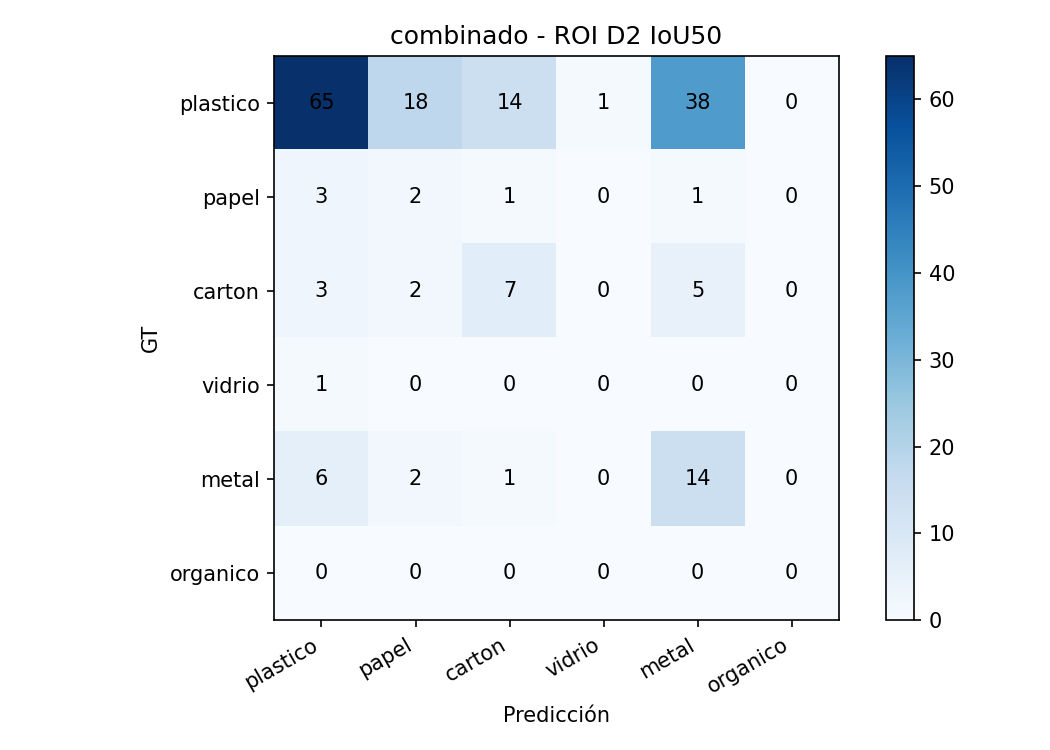 combinado - ROI D2 IoU50
plastico 65 18 14 1 38 0
papel 3 2 1 0 1 0
carton 3 2 7 0 5 0
vidrio 1 0 0 0 0 0
metal 6 2 1 0 14 0
organico 0 0 0 0 0 0
GT
plastico papel carton vidrio metal organico
Predicción
60
50
40
30
20
10
0